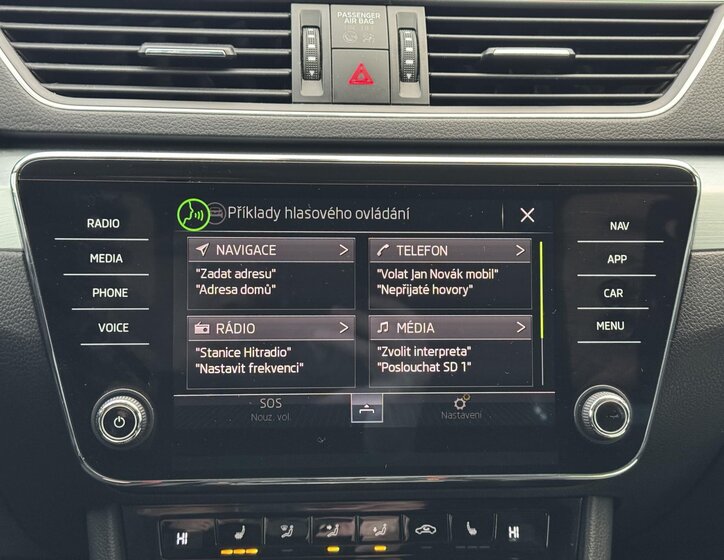 PASSENGER
AIR BAG
Příklady hlasového ovládání
RADIO
MEDIA
PHONE
VOICE
NAVIGACE
"Zadat adresu"
"Adresa domů"
TELEFON
"Volat Jan Novák mobil"
"Nepřijaté hovory"
RÁDIO
"Stanice Hitradio"
"Nastavit frekvenci"
MÉDIA
"Zvolit interpreta"
"Poslouchat SD 1"
SOS
Nouz. vol.
Nastavení
NAV
APP
CAR
MENU
HI
HI